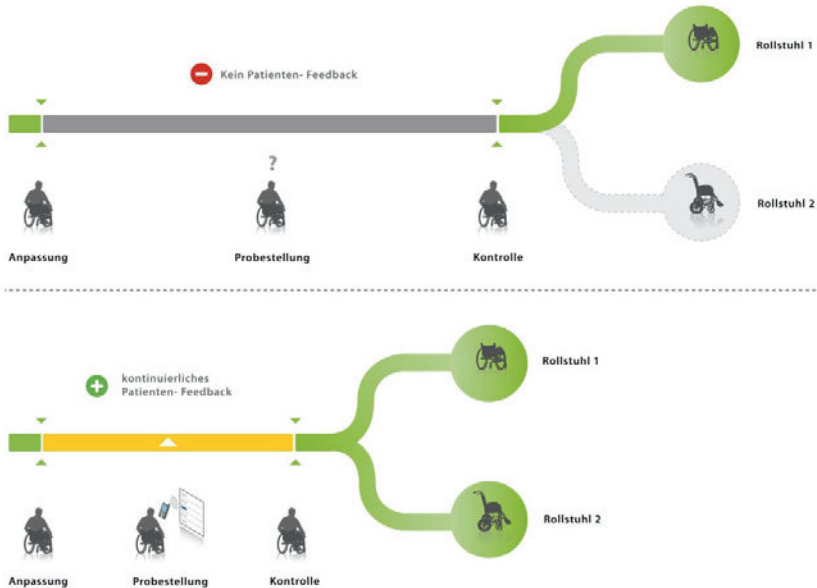 Kein Patienten- Feedback
Rollstuhl 1
?
Rollstuhl 2
Anpassung Probestellung Kontrolle
kontinuierliches
Patienten- Feedback
Rollstuhl 1
Rollstuhl 2
Anpassung Probestellung Kontrolle